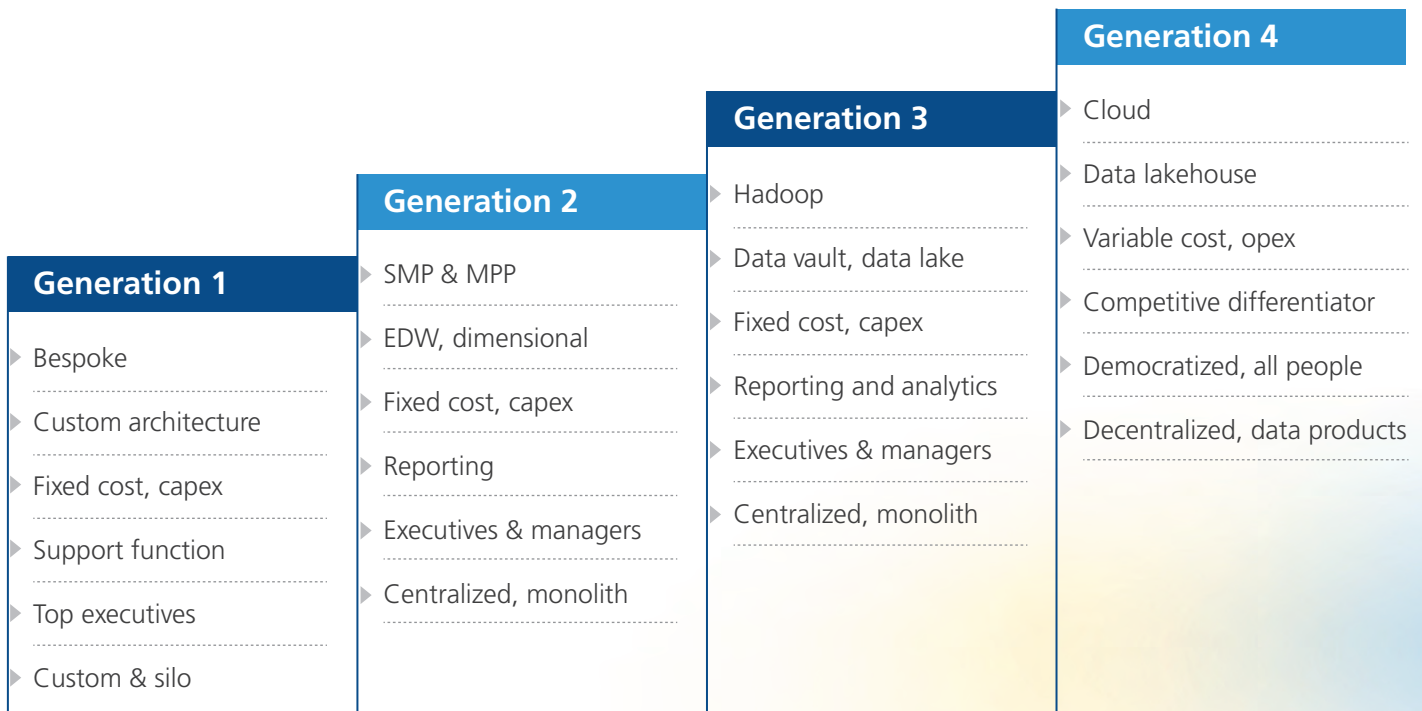 Generation 1
Bespoke
Custom architecture
Fixed cost, capex
Support function
Top executives
Custom & silo
Generation 2
SMP & MPP
EDW, dimensional
Fixed cost, capex
Reporting
Executives & managers
Centralized, monolith
Generation 3
Hadoop
Data vault, data lake
Fixed cost, capex
Reporting and analytics
Executives & managers
Centralized, monolith
Generation 4
Cloud
Data lakehouse
Variable cost, opex
Competitive differentiator
Democratized, all people
Decentralized, data products